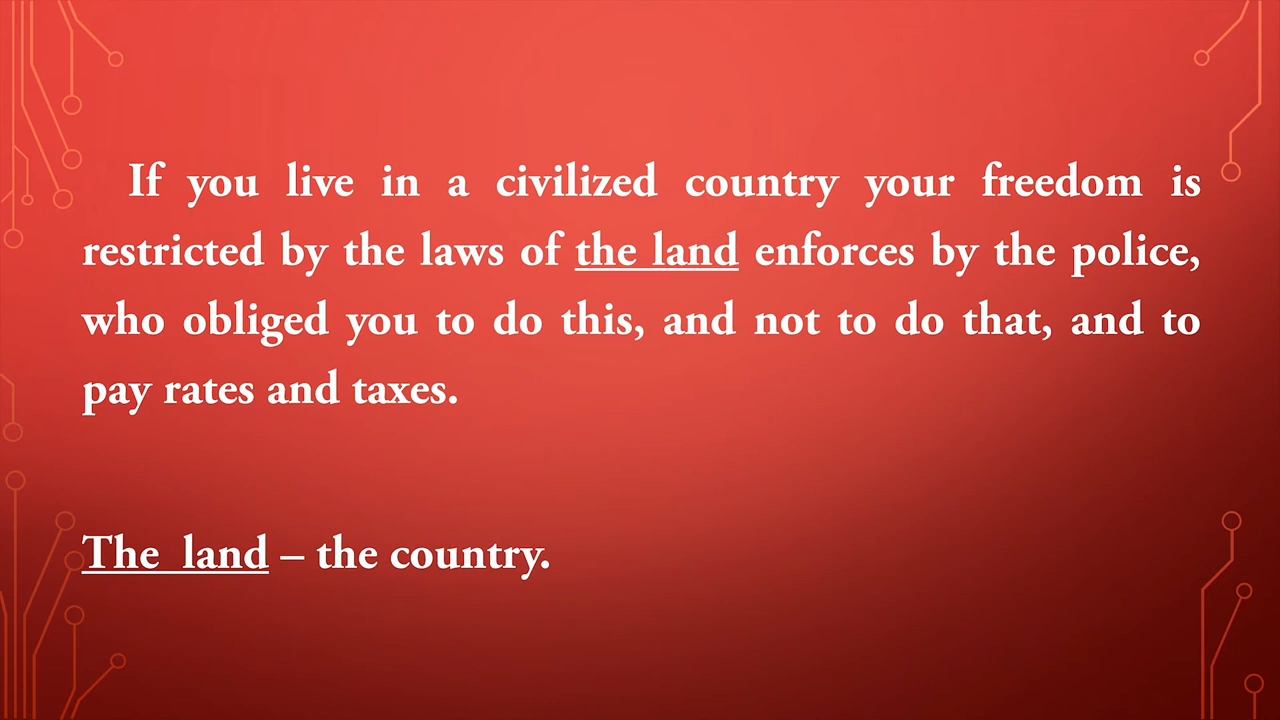 If you live in a civilized country your freedom is
restricted by the laws of the land enforces by the police,
who obliged you to do this, and not to do that, and to
pay rates and taxes.
The land – the country.